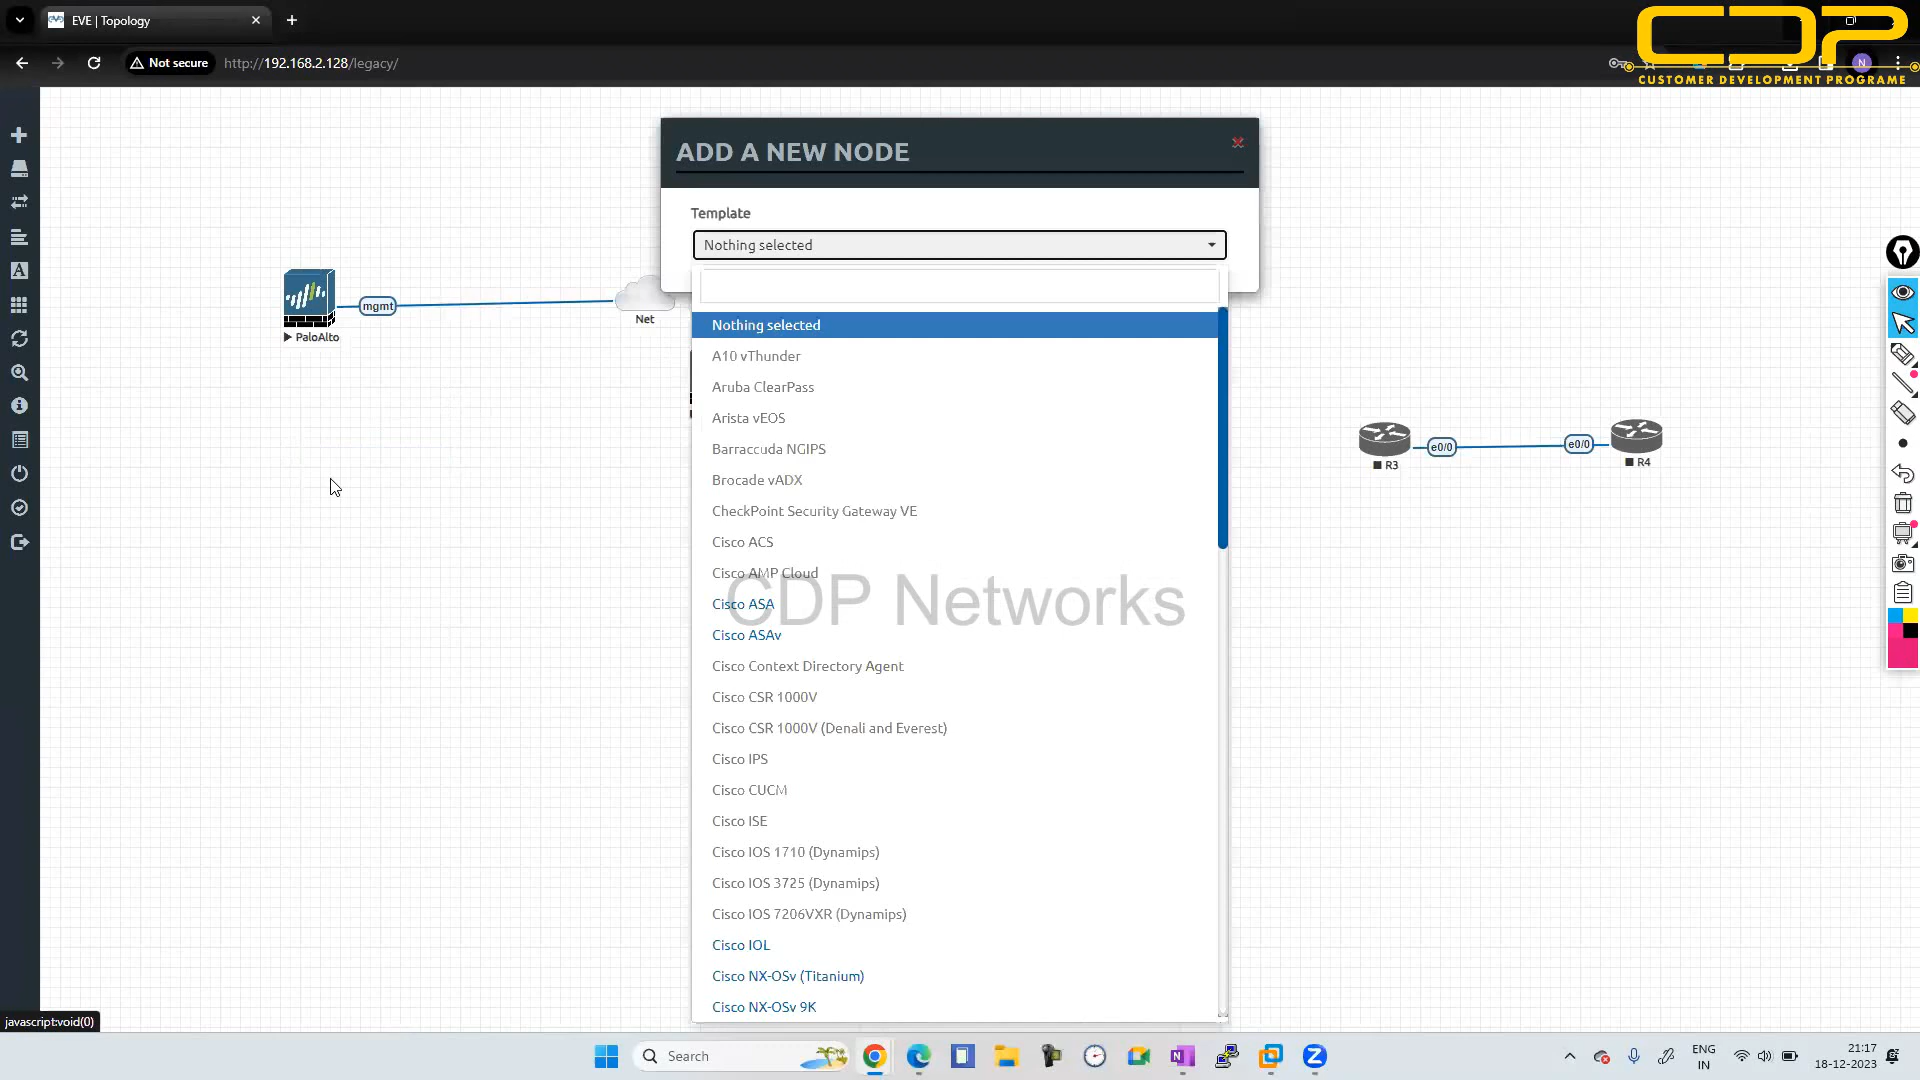 EVE | Topology
Not secure
http://192.168.2.128/legacy/
N
CDP
CUSTOMER DEVELOPMENT PROGRAME
ADD A NEW NODE
Template
Nothing selected
mgmt
PaloAlto
Net
Nothing selected
A10 vThunder
Aruba ClearPass
Arista vEOS
Barracuda NGIPS
Brocade vADX
CheckPoint Security Gateway VE
Cisco ACS
Cisco AMP Cloud
Cisco ASA
Cisco ASAv
Cisco Context Directory Agent
Cisco CSR 1000V
Cisco CSR 1000V (Denali and Everest)
Cisco IPS
Cisco CUCM
Cisco ISE
Cisco IOS 1710 (Dynamips)
Cisco IOS 3725 (Dynamips)
Cisco IOS 7206VXR (Dynamips)
Cisco IOL
Cisco NX-OSv (Titanium)
Cisco NX-OSv 9K
CDP Networks
e0/0
e0/0
R3
R4
javascript:void(0)
Search
ENG
IN
21:17
18-12-2023